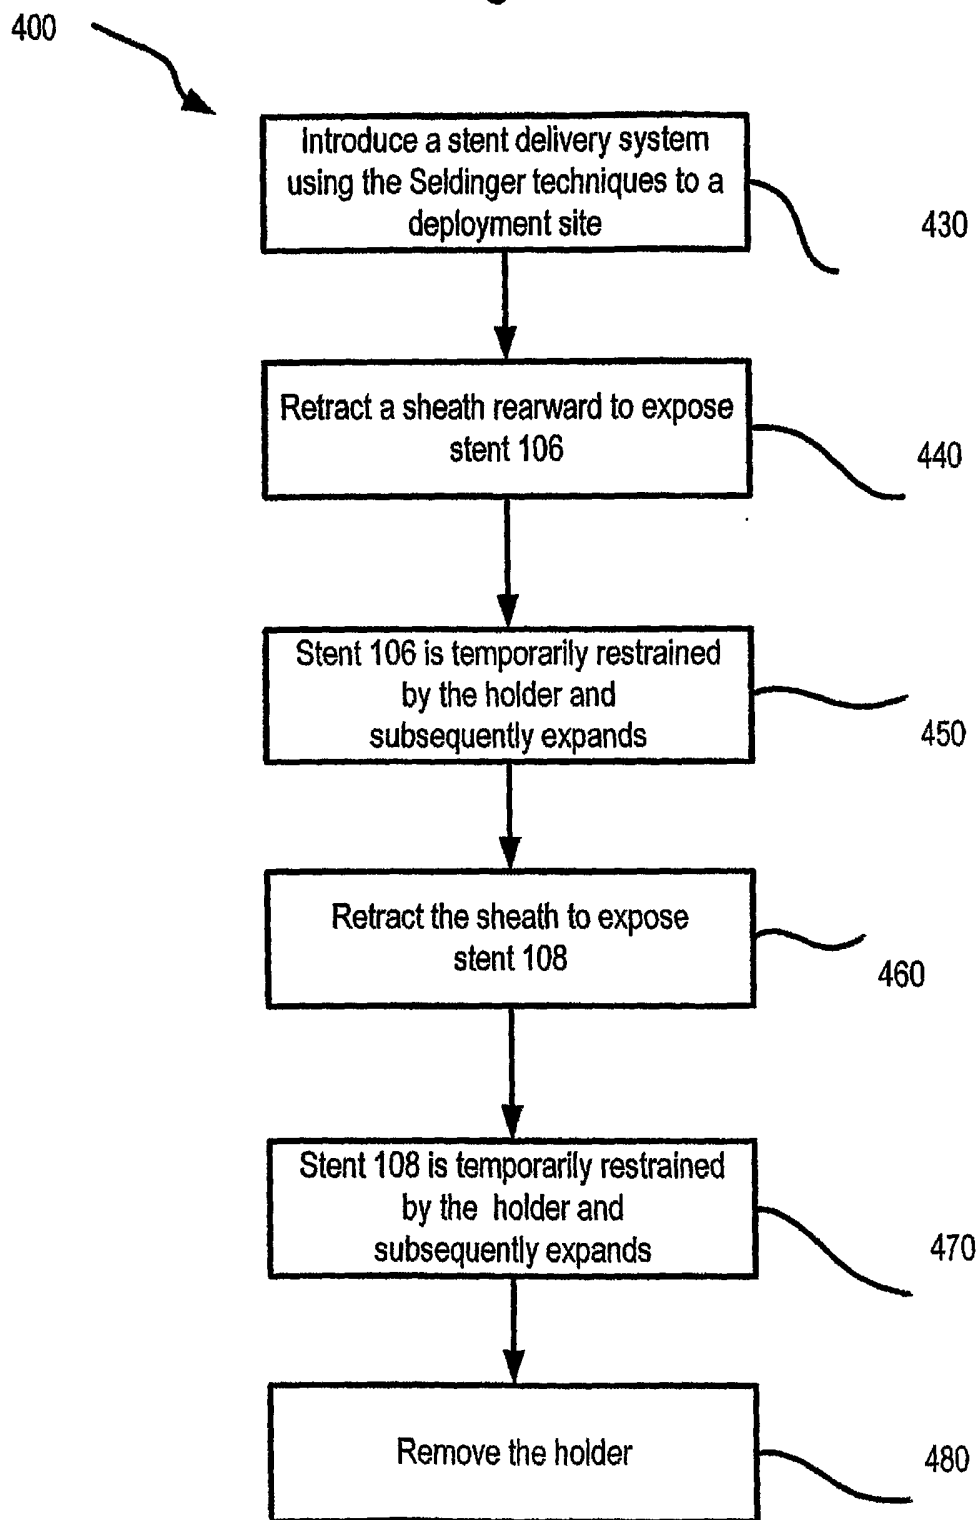 400
Introduce a stent delivery system
using the Seldinger techniques to a
deployment site
430
Retract a sheath rearward to expose
stent 106
440
Stent 106 is temporarily restrained
by the holder and
subsequently expands
450
Retract the sheath to expose
stent 108
460
Stent 108 is temporarily restrained
by the holder and
subsequently expands
470
Remove the holder
480